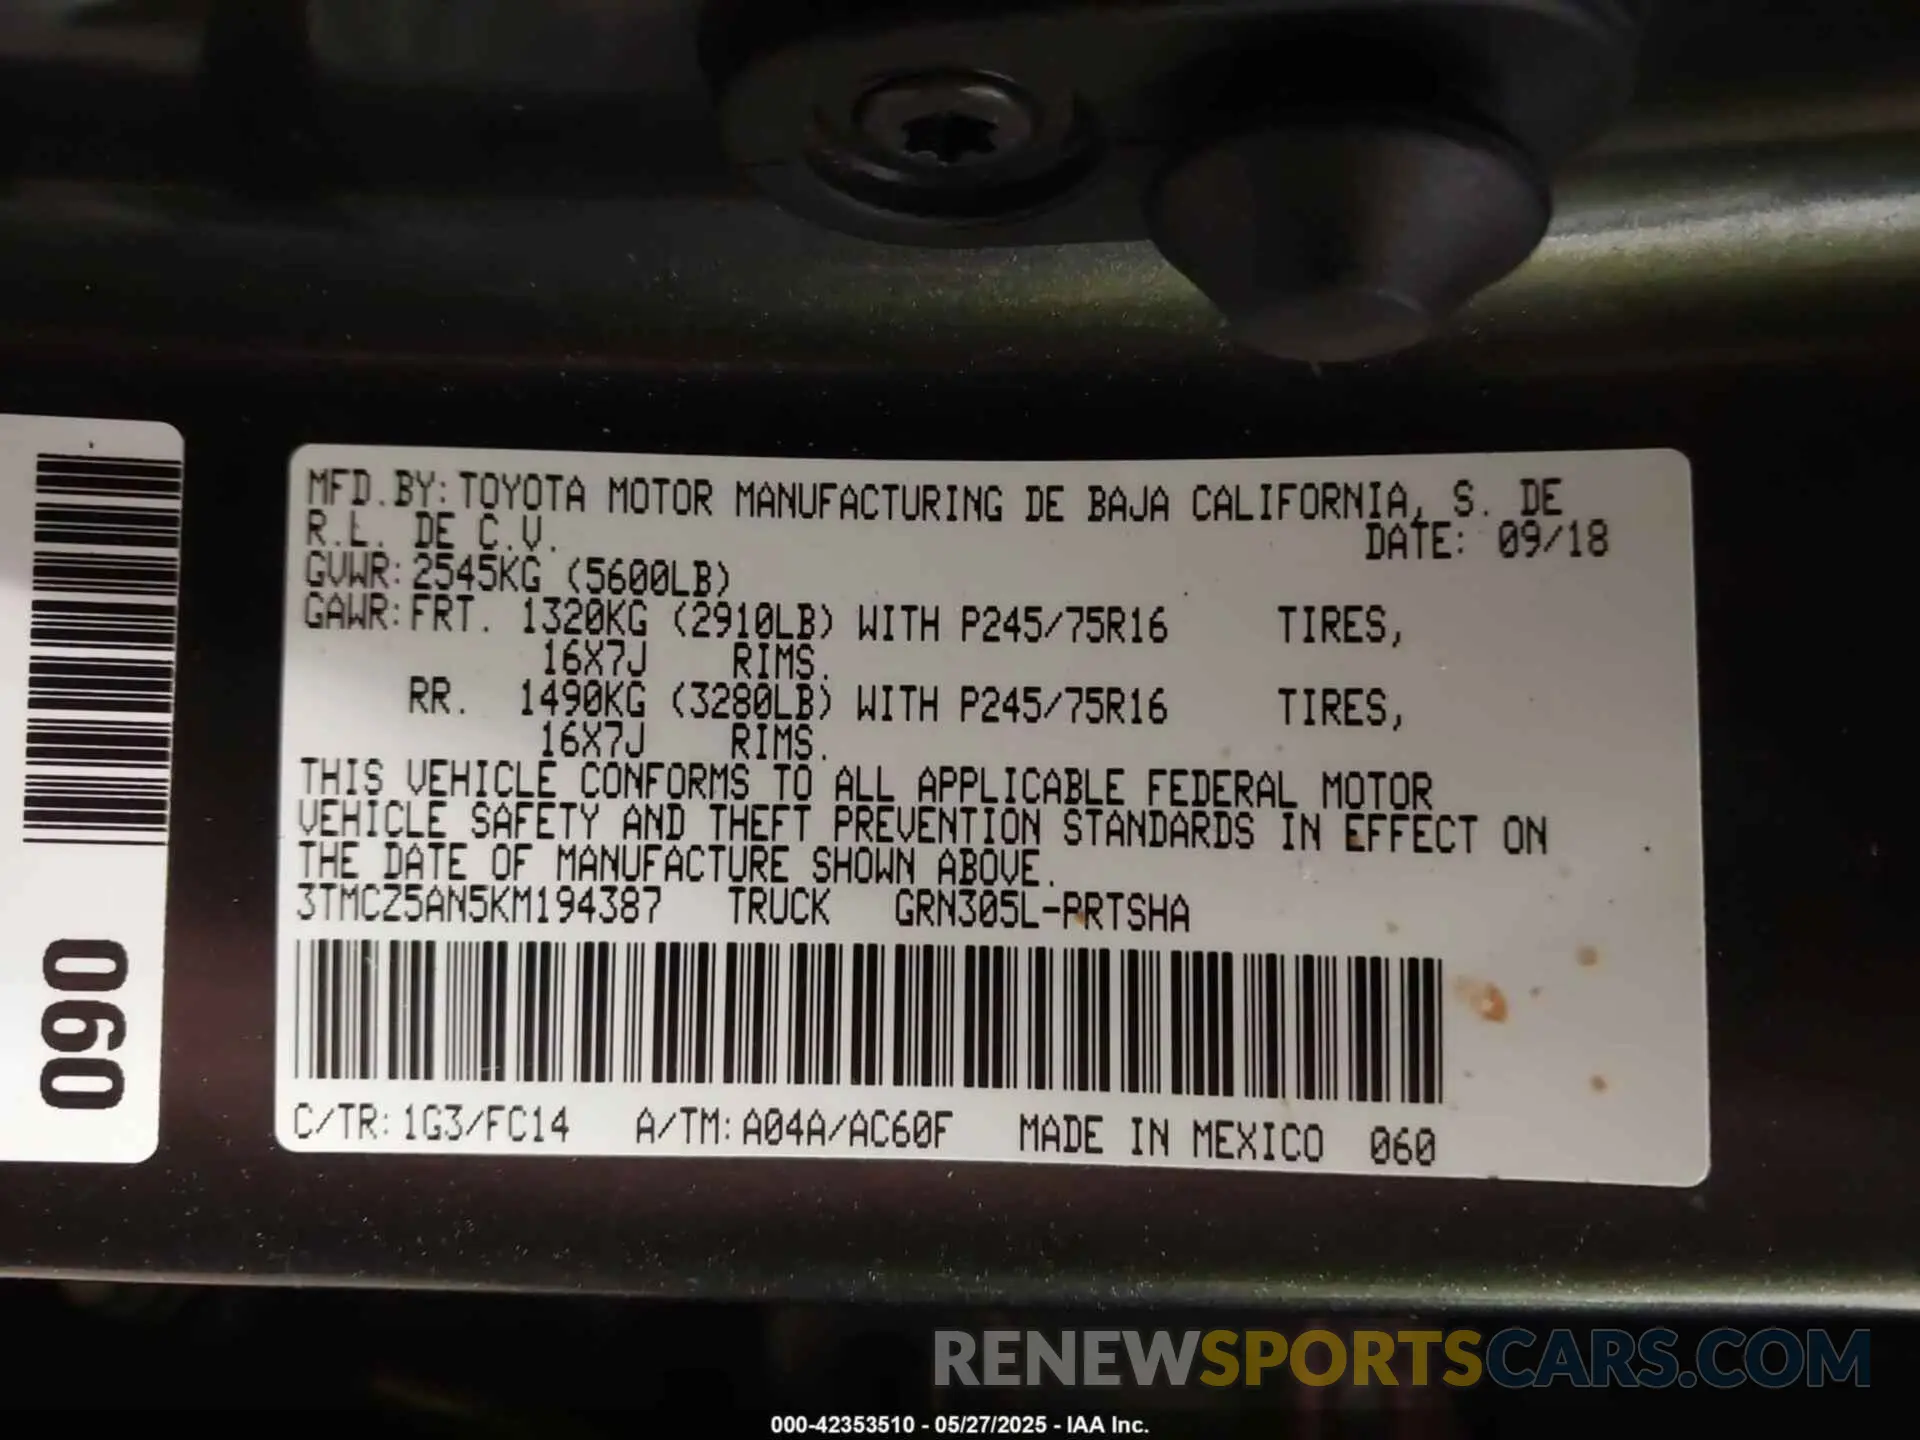 MFD.BY:TOYOTA MOTOR MANUFACTURING DE BAJA CALIFORNIA, S. DE
R.L. DE C.V. DATE: 09/18
GVWR:2545KG (5600LB)
GAWR:FRT. 1320KG (2910LB) WITH P245/75R16 TIRES,
16X7J RIMS.
RR. 1490KG (3280LB) WITH P245/75R16 TIRES,
16X7J RIMS.
THIS VEHICLE CONFORMS TO ALL APPLICABLE FEDERAL MOTOR
VEHICLE SAFETY AND THEFT PREVENTION STANDARDS IN EFFECT ON
THE DATE OF MANUFACTURE SHOWN ABOVE.
3TMCZ5AN5KM194387 TRUCK GRN305L-PRTSHA
C/TR:1G3/FC14 A/TM:A04A/AC60F MADE IN MEXICO 060
060
RENEWSPORTSCARS.COM
000-42353510 - 05/27/2025 - IAA Inc.